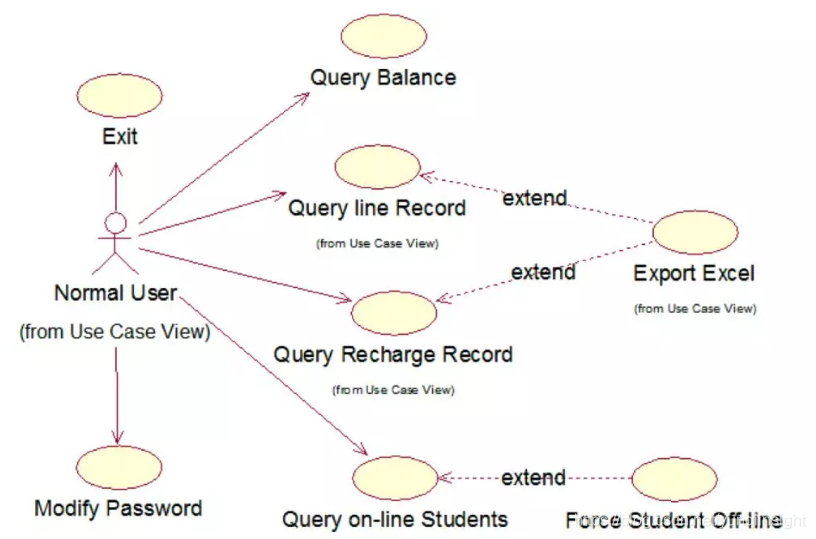 Query Balance
Exit
Query line Record
(from Use Case View)
extend
Export Excel
(from Use Case View)
extend
Normal User
(from Use Case View)
Query Recharge Record
(from Use Case View)
Modify Password
Query on-line Students
extend
Force Student Off-line